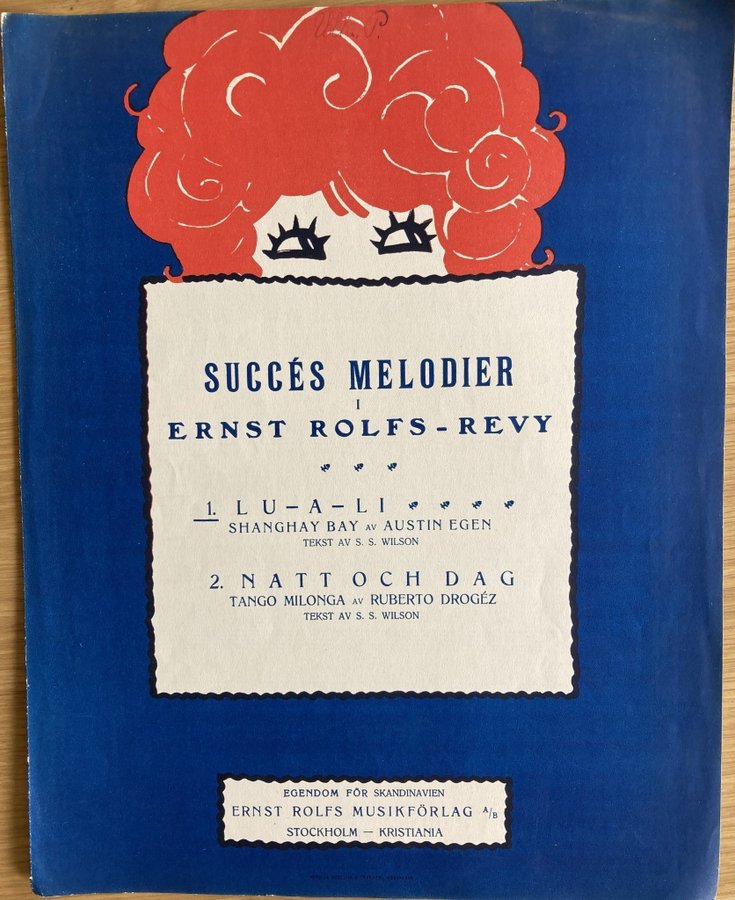 SUCCÉS MELODIER
I
ERNST ROLFS-REVY
1. LU-A-LI
SHANGHAY BAY AV AUSTIN EGEN
TEKST AV S. S. WILSON
2. NATT OCH DAG
TANGO MILONGA AV RUBERTO DROGÉZ
TEKST AV S. S. WILSON
EGENDOM FÖR SKANDINAVIEN
ERNST ROLFS MUSIKFÖRLAG A/B
STOCKHOLM — KRISTIANIA